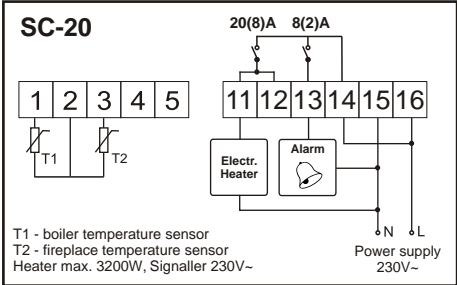 SC-20
20(8)A 8(2)A
1 2 3 4 5
11 12 13 14 15 16
T1 T2
Electr.
Heater
Alarm
N L
Power supply
230V~
T1 - boiler temperature sensor
T2 - fireplace temperature sensor
Heater max. 3200W, Signaller 230V~